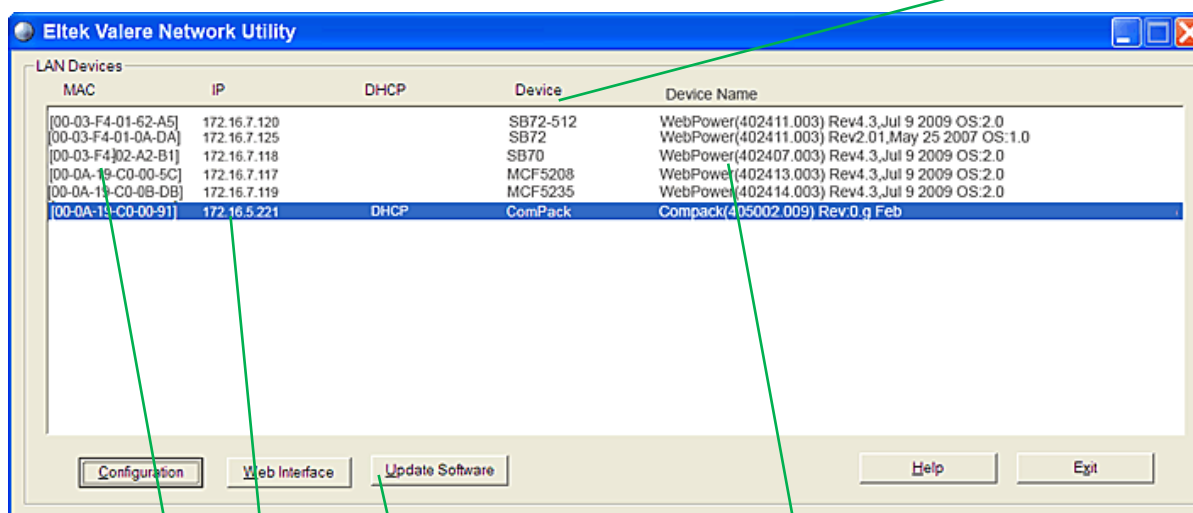 Eltek Valere Network Utility
LAN Devices
MAC IP DHCP Device Device Name
[00-03-F4-01-62-A5] 172.16.7.120 SB72-512 WebPower(402411.003) Rev4.3,Jul 9 2009 OS:2.0
[00-03-F4-01-0A-DA] 172.16.7.125 SB72 WebPower(402411.003) Rev2.01,May 25 2007 OS:1.0
[00-03-F4]02-A2-B1] 172.16.7.118 SB70 WebPower(402407.003) Rev4.3,Jul 9 2009 OS:2.0
[00-0A-19-C0-00-5C] 172.16.7.117 MCF5208 WebPower(402413.003) Rev4.3,Jul 9 2009 OS:2.0
[00-0A-19-C0-0B-DB] 172.16.7.119 MCF5235 WebPower(402414.003) Rev4.3,Jul 9 2009 OS:2.0
[00-0A-19-C0-00-91] 172.16.5.221 DHCP ComPack Compack(405002.009) Rev:0.g Feb
Configuration Web Interface Update Software Help Exit